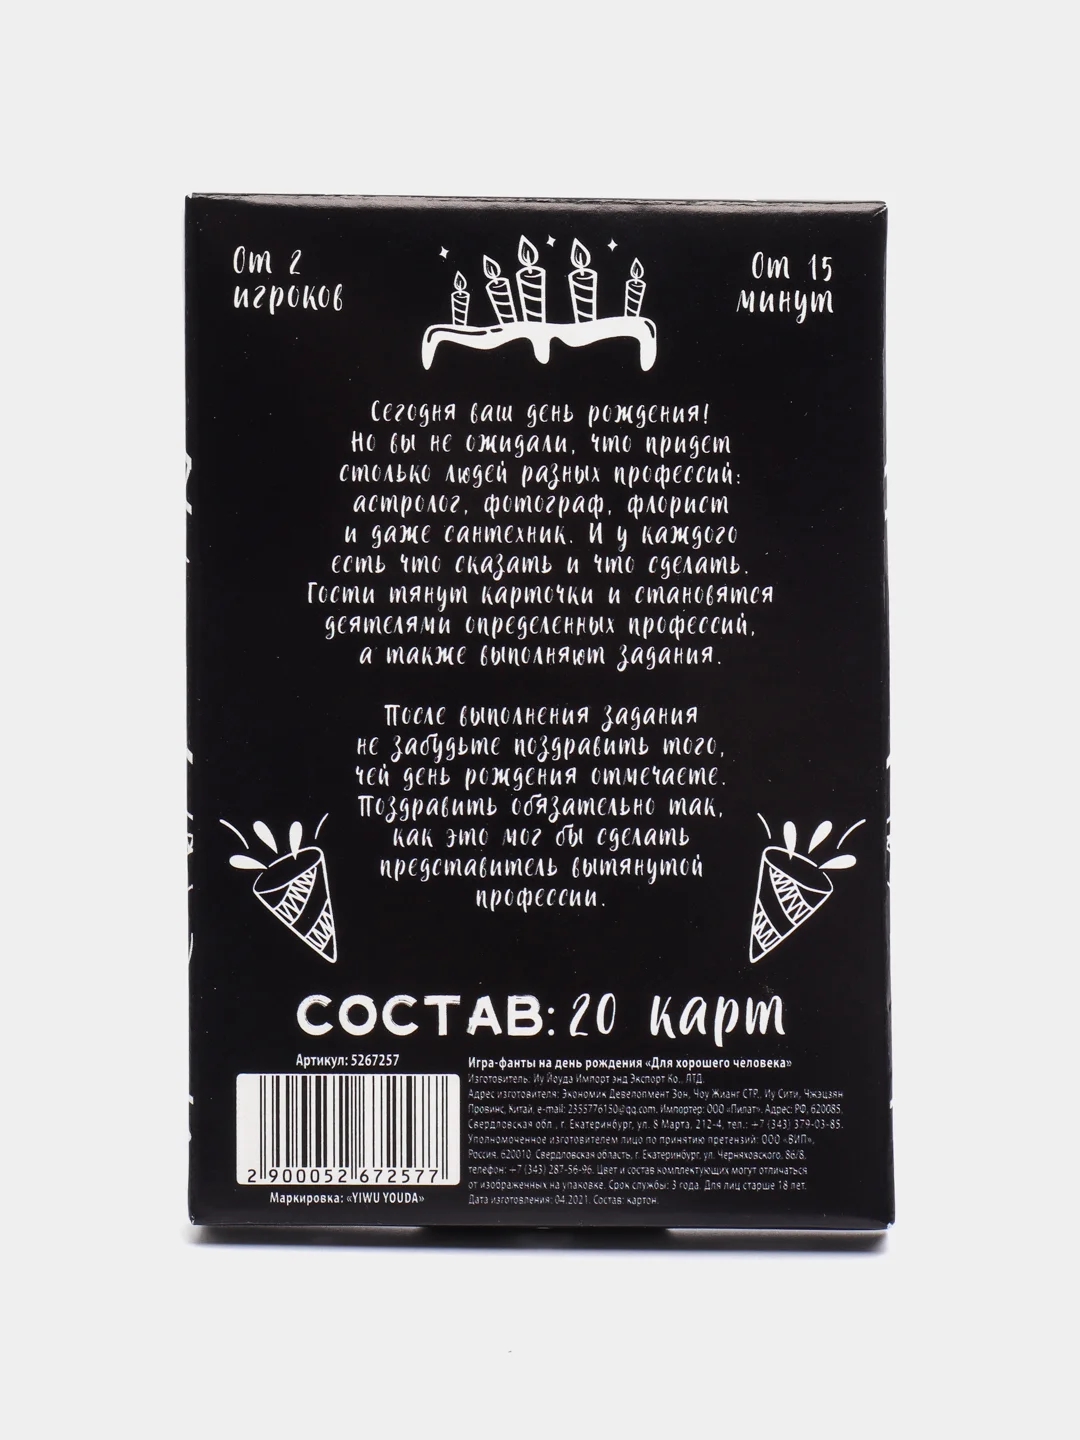 От 2
игроков
От 15
минут
Сегодня ваш день рождения!
Но вы не ожидали, что придет
столько людей разных профессий:
астролог, фотограф, флорист
и даже сантехник. И у каждого
есть что сказать и что сделать.
Гости тянут карточки и становятся
деятелями определенных профессий,
а также выполняют задания.
После выполнения задания
не забудьте поздравить того,
чей день рождения отмечаете.
Поздравить обязательно так,
как это мог бы сделать
представитель вытянутой
профессии.
СОСТАВ: 20 карт
Артикул: 5267257
2 900052 672577
Маркировка: «YIWU YOUDA»
Игра-фанты на день рождения «Для хорошего человека»
Изготовитель: Иу Йоуда Импорт энд Экспорт Ко., ЛТД.
Адрес изготовителя: Экономик Девелопмент Зон, Чоу Жианг СТР., Иу Сити, Чжэцзян
Провинс, Китай, e-mail: 2355776150@qq.com. Импортер: ООО «Пилат». Адрес: РФ, 620085,
Свердловская обл., г. Екатеринбург, ул. 8 Марта, 212-4, тел.: +7 (343) 379-03-85.
Уполномоченное изготовителем лицо по принятию претензий: ООО «ВИП»,
Россия, 620010, Свердловская область, г. Екатеринбург, ул. Черняховского, 86/8,
телефон: +7 (343) 287-56-96. Цвет и состав комплектующих могут отличаться
от изображенных на упаковке. Срок службы: 3 года. Для лиц старше 18 лет.
Дата изготовления: 04.2021. Состав: картон.